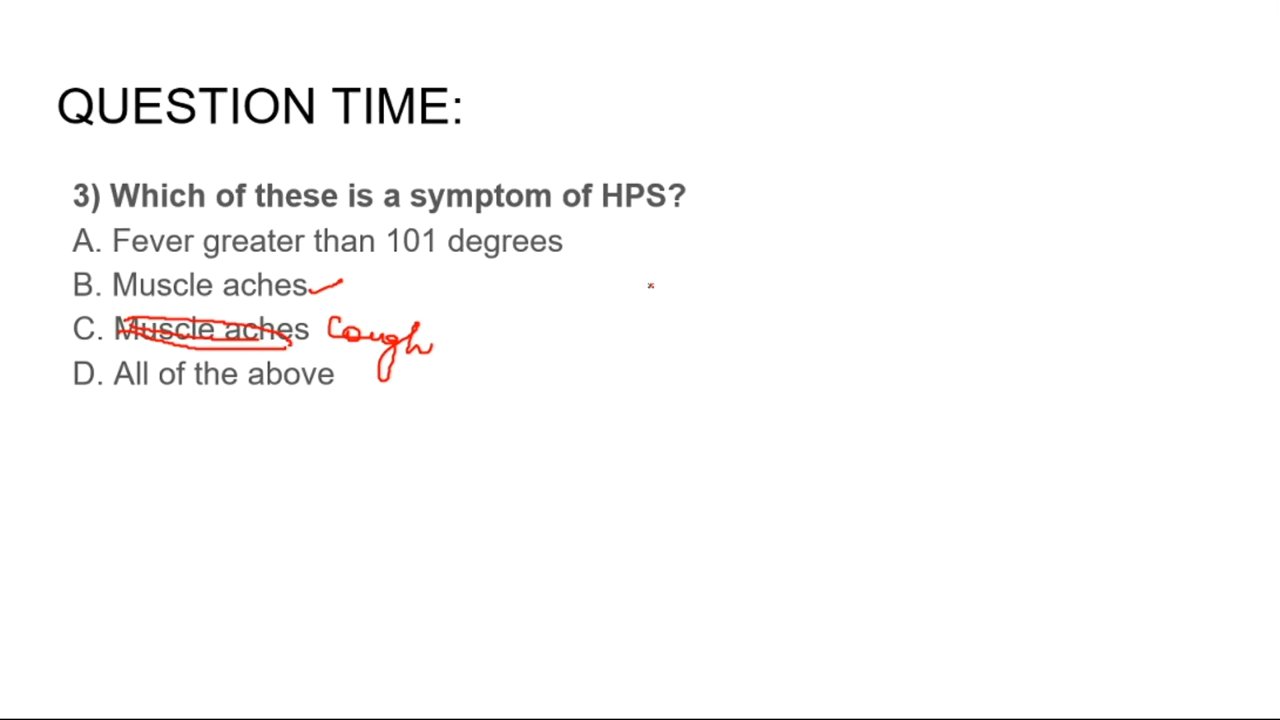 QUESTION TIME:
3) Which of these is a symptom of HPS?
A. Fever greater than 101 degrees
B. Muscle aches
C. Muscle aches Cough
D. All of the above